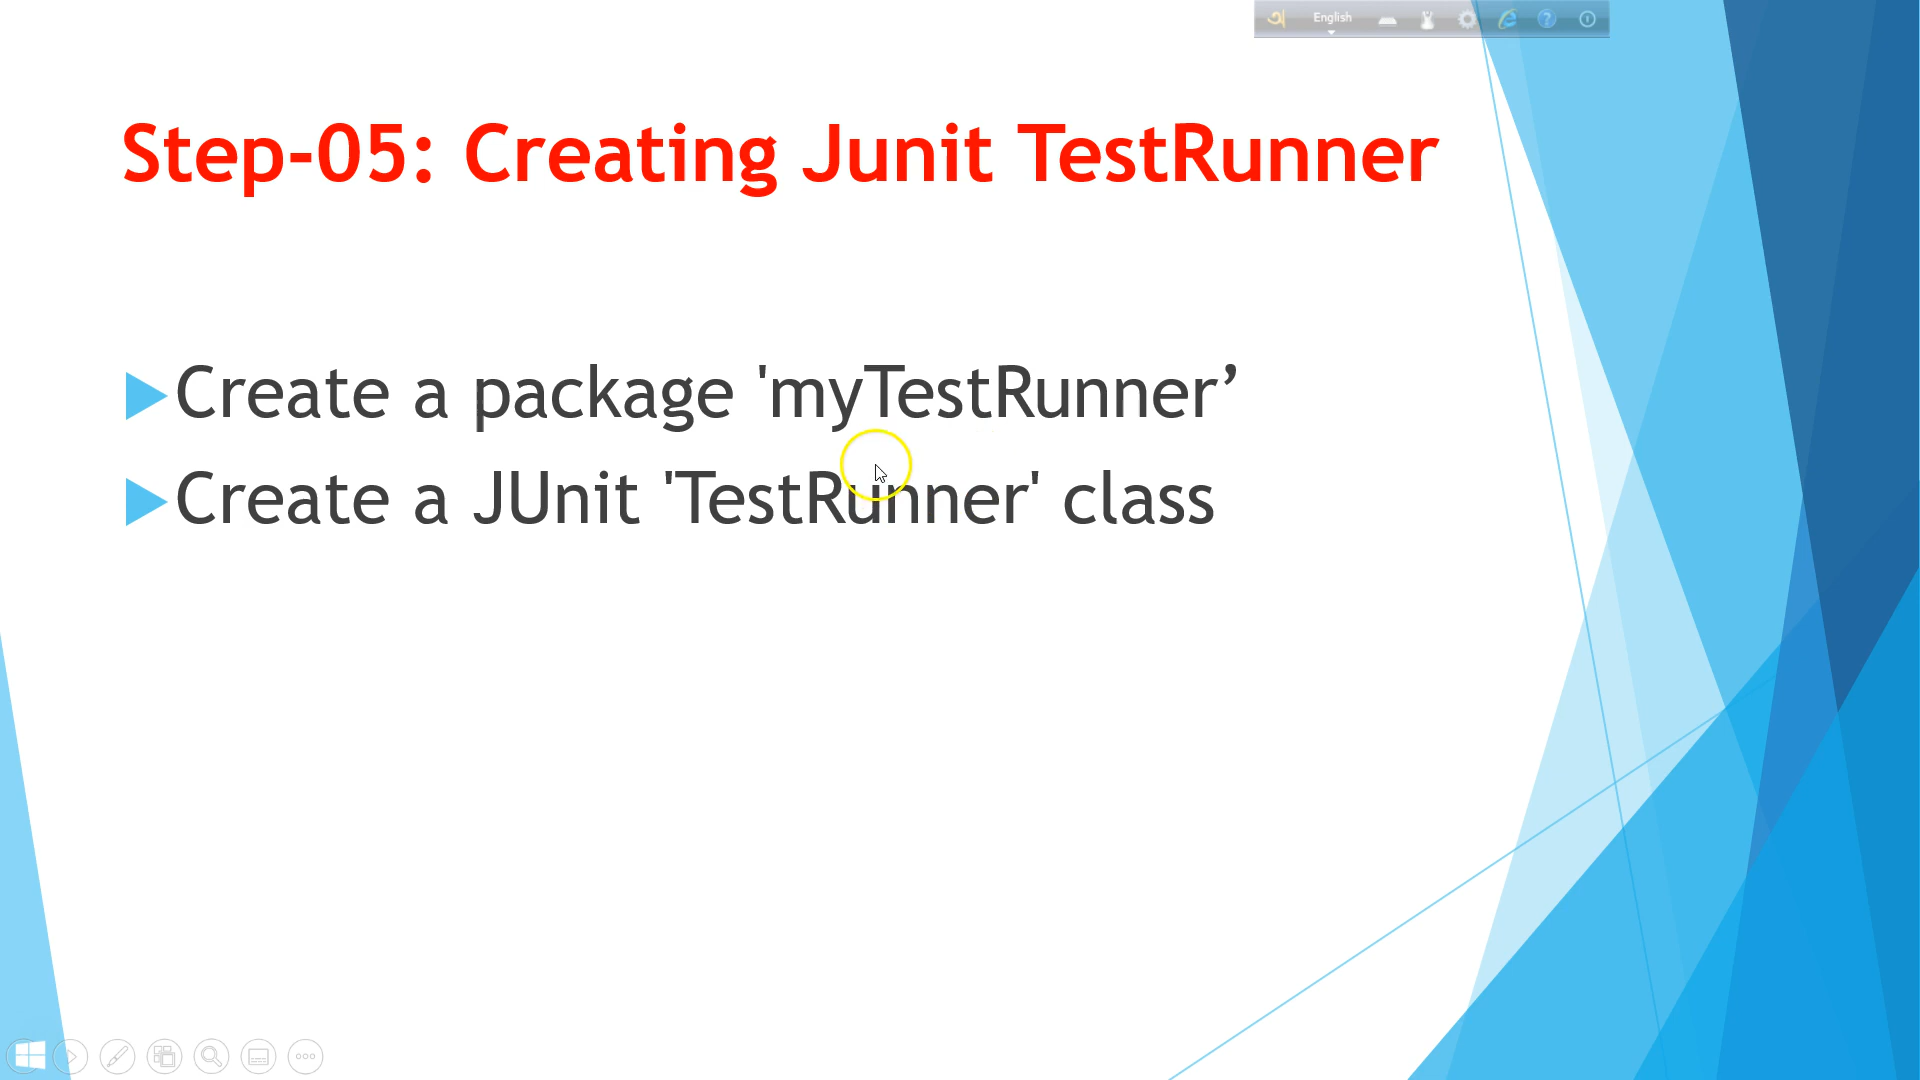 English
Step-05: Creating Junit TestRunner
Create a package 'myTestRunner’
Create a JUnit 'TestRunner' class